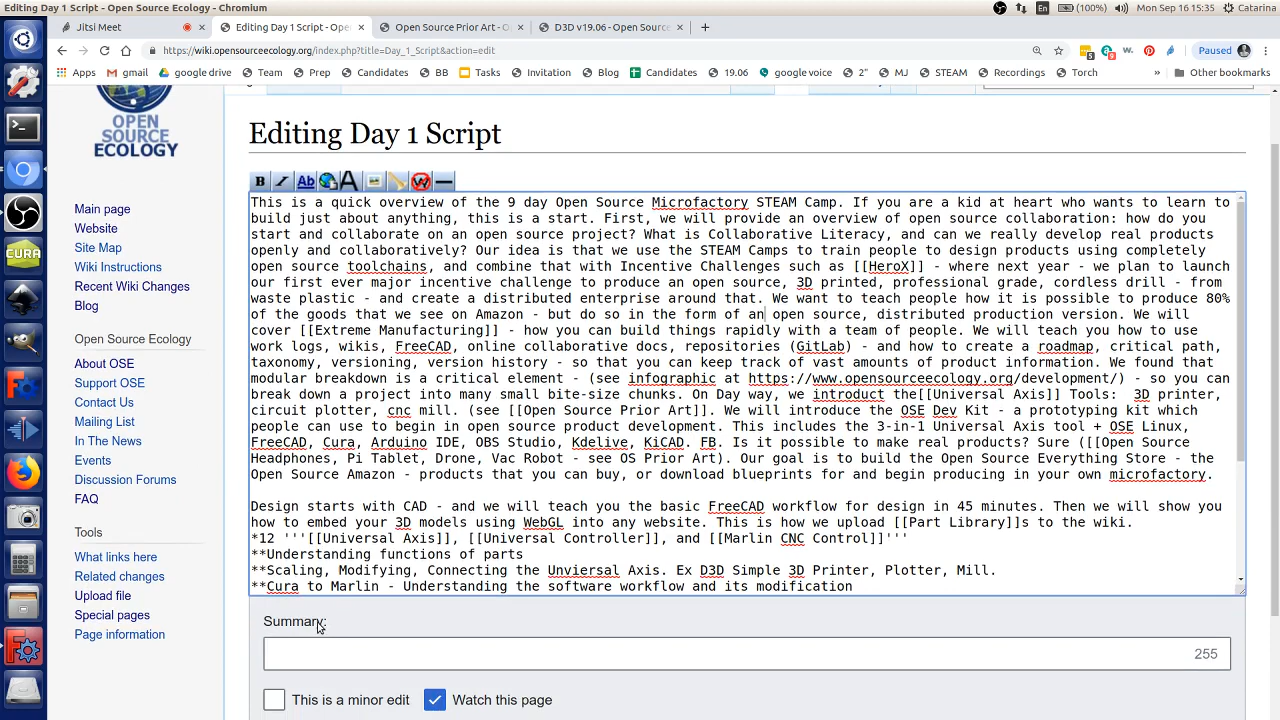 Editing Day 1 Script - Open Source Ecology - Chromium
En (100%) Mon Sep 16 15:35 Catarina
Jitsi Meet Editing Day 1 Script - Op Open Source Prior Art - O D3D v19.06 - Open Sourc
https://wiki.opensourceecology.org/index.php?title=Day_1_Script&action=edit Paused
Apps gmail google drive Team Prep Candidates BB Tasks Invitation Blog Candidates 19.06 google voice 2" MJ STEAM Recordings Torch » Other bookmarks
OPEN
SOURCE
ECOLOGY
Main page
Website
Site Map
Wiki Instructions
Recent Wiki Changes
Blog
Open Source Ecology
About OSE
Support OSE
Contact Us
Mailing List
In The News
Events
Discussion Forums
FAQ
Tools
What links here
Related changes
Upload file
Special pages
Page information
Editing Day 1 Script
B I Ab A W
This is a quick overview of the 9 day Open Source Microfactory STEAM Camp. If you are a kid at heart who wants to learn to
build just about anything, this is a start. First, we will provide an overview of open source collaboration: how do you
start and collaborate on an open source project? What is Collaborative Literacy, and can we really develop real products
openly and collaboratively? Our idea is that we use the STEAM Camps to train people to design products using completely
open source toolchains, and combine that with Incentive Challenges such as [[HeroX]] - where next year - we plan to launch
our first ever major incentive challenge to produce an open source, 3D printed, professional grade, cordless drill - from
waste plastic - and create a distributed enterprise around that. We want to teach people how it is possible to produce 80%
of the goods that we see on Amazon - but do so in the form of an open source, distributed production version. We will
cover [[Extreme Manufacturing]] - how you can build things rapidly with a team of people. We will teach you how to use
work logs, wikis, FreeCAD, online collaborative docs, repositories (GitLab) - and how to create a roadmap, critical path,
taxonomy, versioning, version history - so that you can keep track of vast amounts of product information. We found that
modular breakdown is a critical element - (see infographic at https://www.opensourceecology.org/development/) - so you can
break down a project into many small bite-size chunks. On Day way, we introduct the[[Universal Axis]] Tools:  3D printer,
circuit plotter, cnc mill. (see [[Open Source Prior Art]]. We will introduce the OSE Dev Kit - a prototyping kit which
people can use to begin in open source product development. This includes the 3-in-1 Universal Axis tool + OSE Linux,
FreeCAD, Cura, Arduino IDE, OBS Studio, Kdelive, KiCAD. FB. Is it possible to make real products? Sure ([[Open Source
Headphones, Pi Tablet, Drone, Vac Robot - see OS Prior Art). Our goal is to build the Open Source Everything Store - the
Open Source Amazon - products that you can buy, or download blueprints for and begin producing in your own microfactory.
Design starts with CAD - and we will teach you the basic FreeCAD workflow for design in 45 minutes. Then we will show you
how to embed your 3D models using WebGL into any website. This is how we upload [[Part Library]]s to the wiki.
*12 '''[[Universal Axis]], [[Universal Controller]], and [[Marlin CNC Control]]'''
**Understanding functions of parts
**Scaling, Modifying, Connecting the Unviersal Axis. Ex D3D Simple 3D Printer, Plotter, Mill.
**Cura to Marlin - Understanding the software workflow and its modification
Summary:
255
This is a minor edit Watch this page